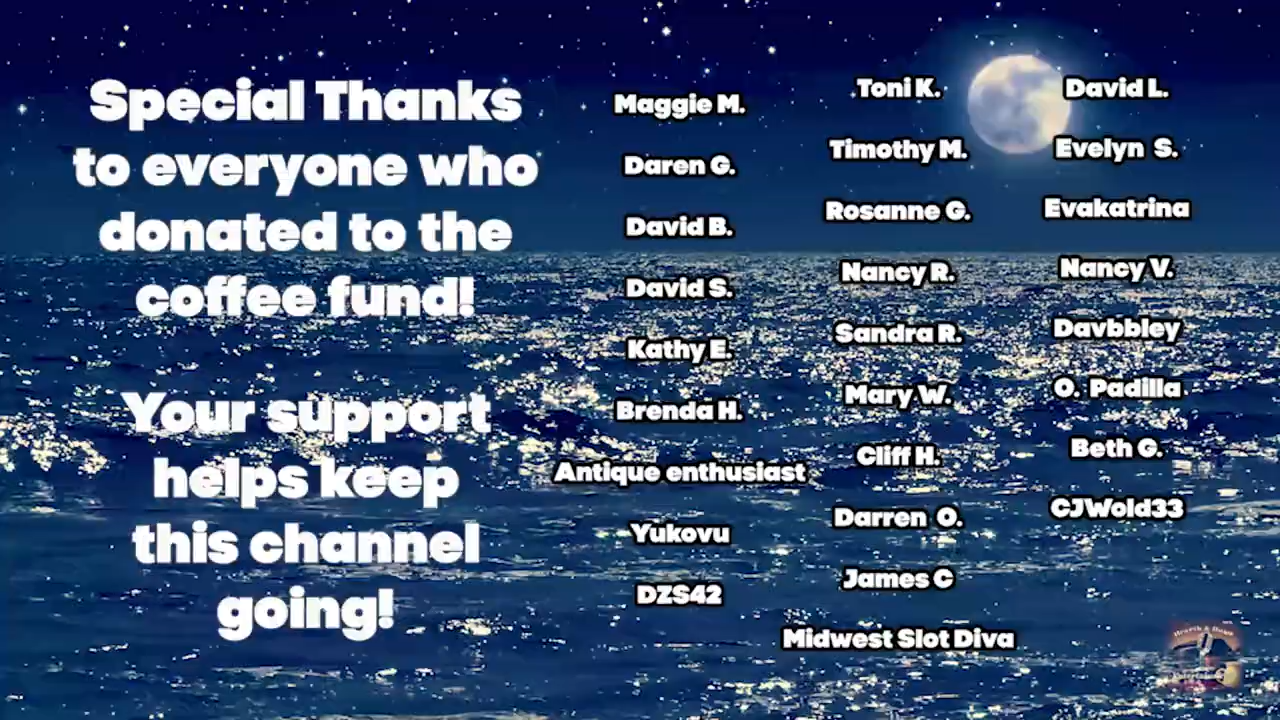 Special Thanks
to everyone who
donated to the
coffee fund!
Your support
helps keep
this channel
going!
Maggie M.
Daren G.
David B.
David S.
Kathy E.
Brenda H.
Antique enthusiast
Yukovu
DZS42
Toni K.
Timothy M.
Rosanne G.
Nancy R.
Sandra R.
Mary W.
Cliff H.
Darren O.
James C
Midwest Slot Diva
David L.
Evelyn S.
Evakatrina
Nancy V.
Davbbley
O. Padilla
Beth G.
CJWold33